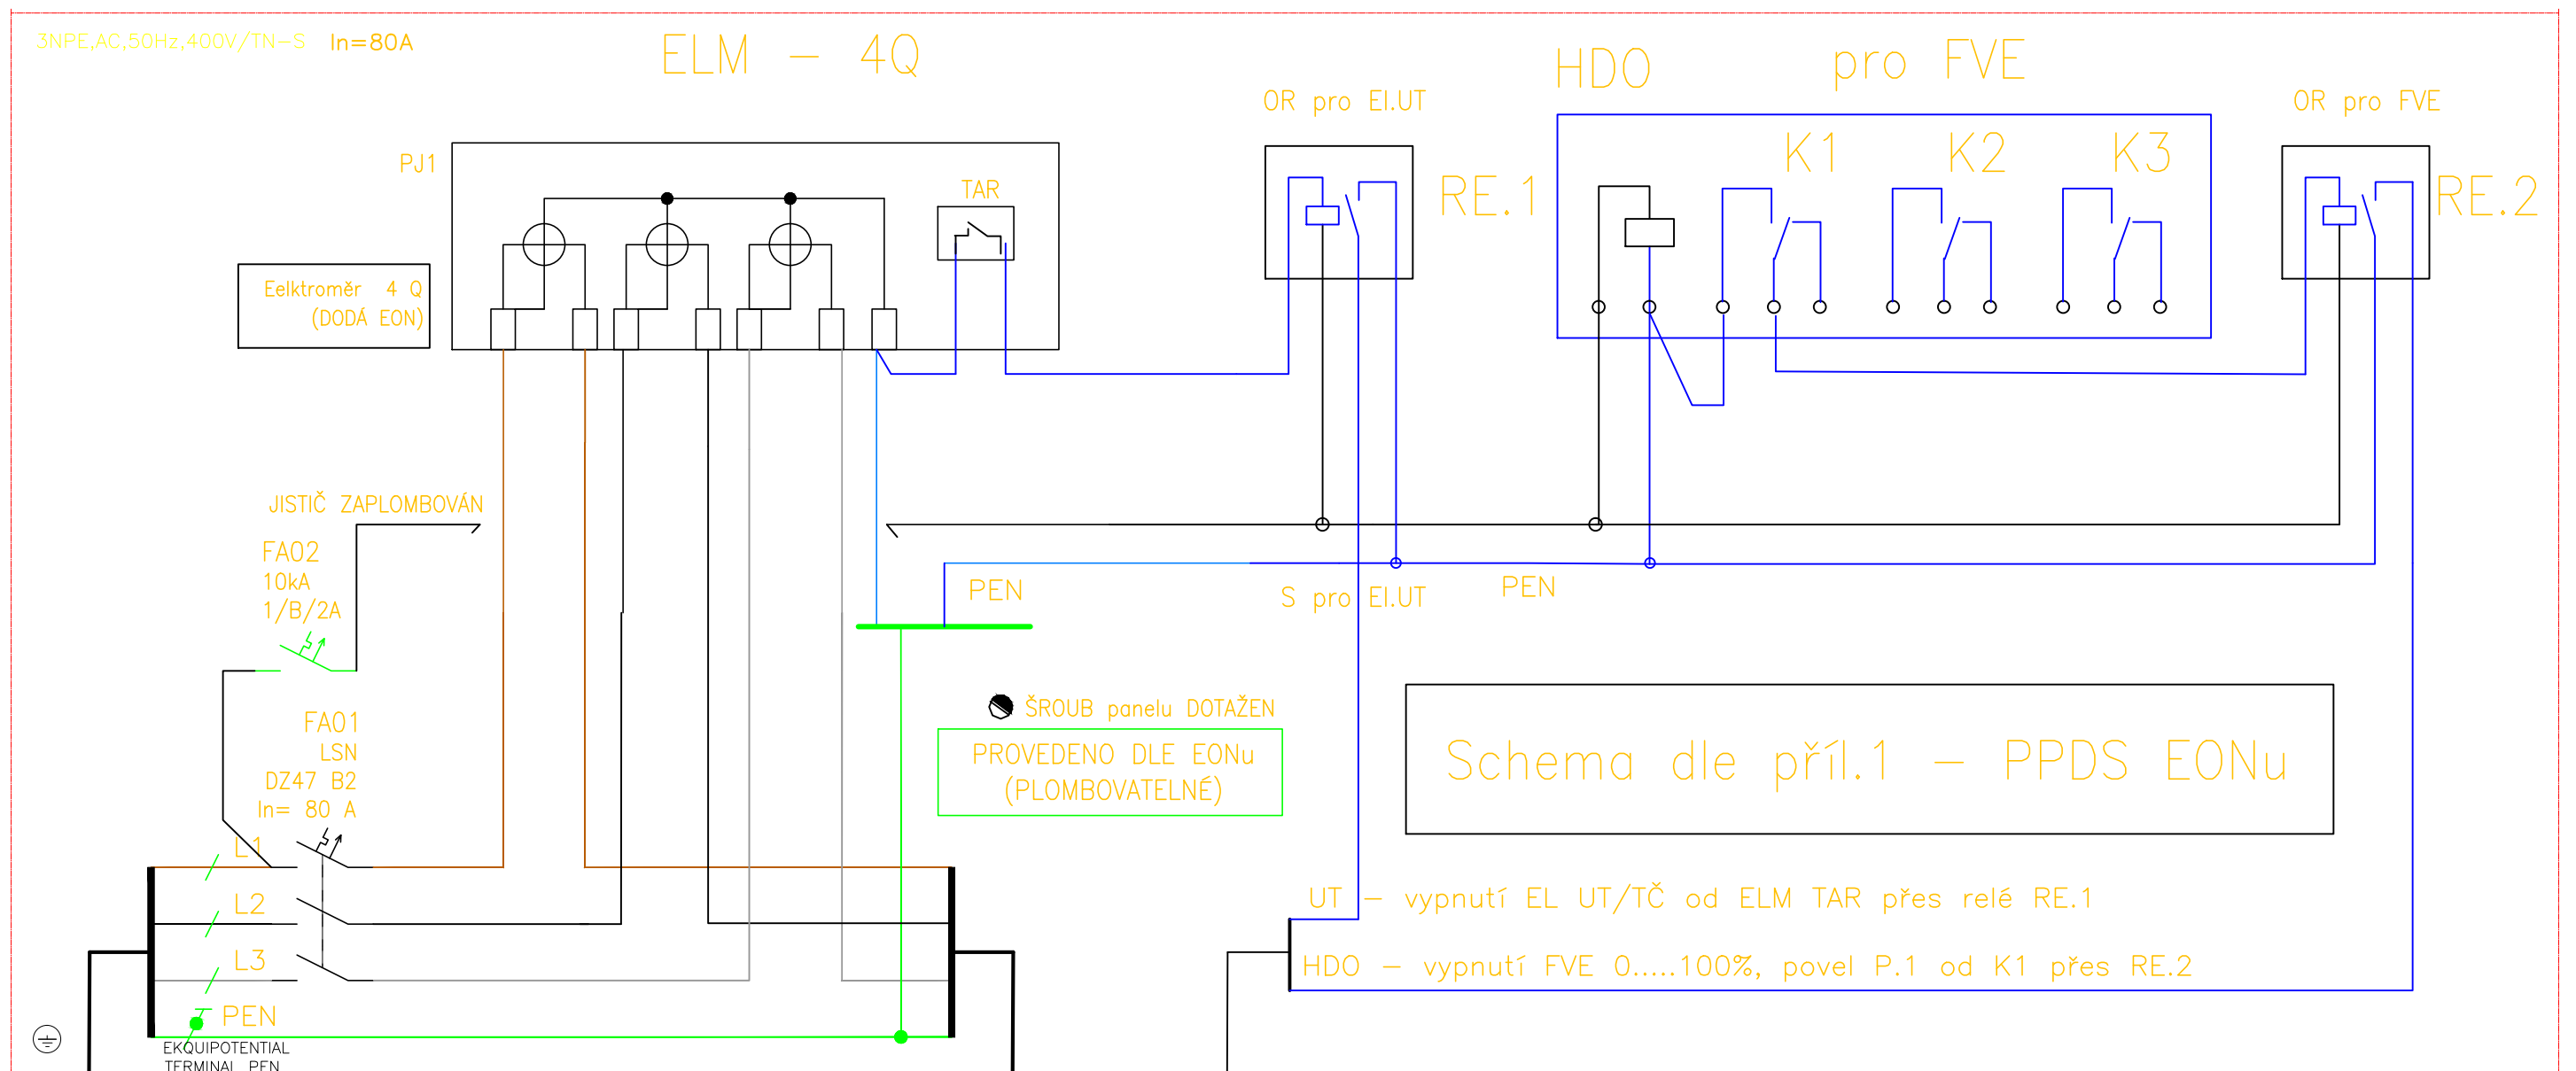 3NPE,AC,50Hz,400V/TN-S In=80A
ELM - 4Q
HDO pro FVE
OR pro El.UT
OR pro FVE
PJ1
TAR
K1 K2 K3
RE.1
RE.2
Eelktroměr 4 Q
(DODÁ EON)
JISTIČ ZAPLOMBOVÁN
FA02
10kA
1/B/2A
PEN
S pro El.UT
PEN
FA01
LSN
DZ47 B2
In= 80 A
ŠROUB panelu DOTAŽEN
PROVEDENO DLE EONu
(PLOMBOVATELNÉ)
Schema dle příl.1 - PPDS EONu
L1
L2
L3
PEN
EKQUIPOTENTIAL
TERMINAL PEN
UT - vypnutí EL UT/TČ od ELM TAR přes relé RE.1
HDO - vypnutí FVE 0.....100%, povel P.1 od K1 přes RE.2